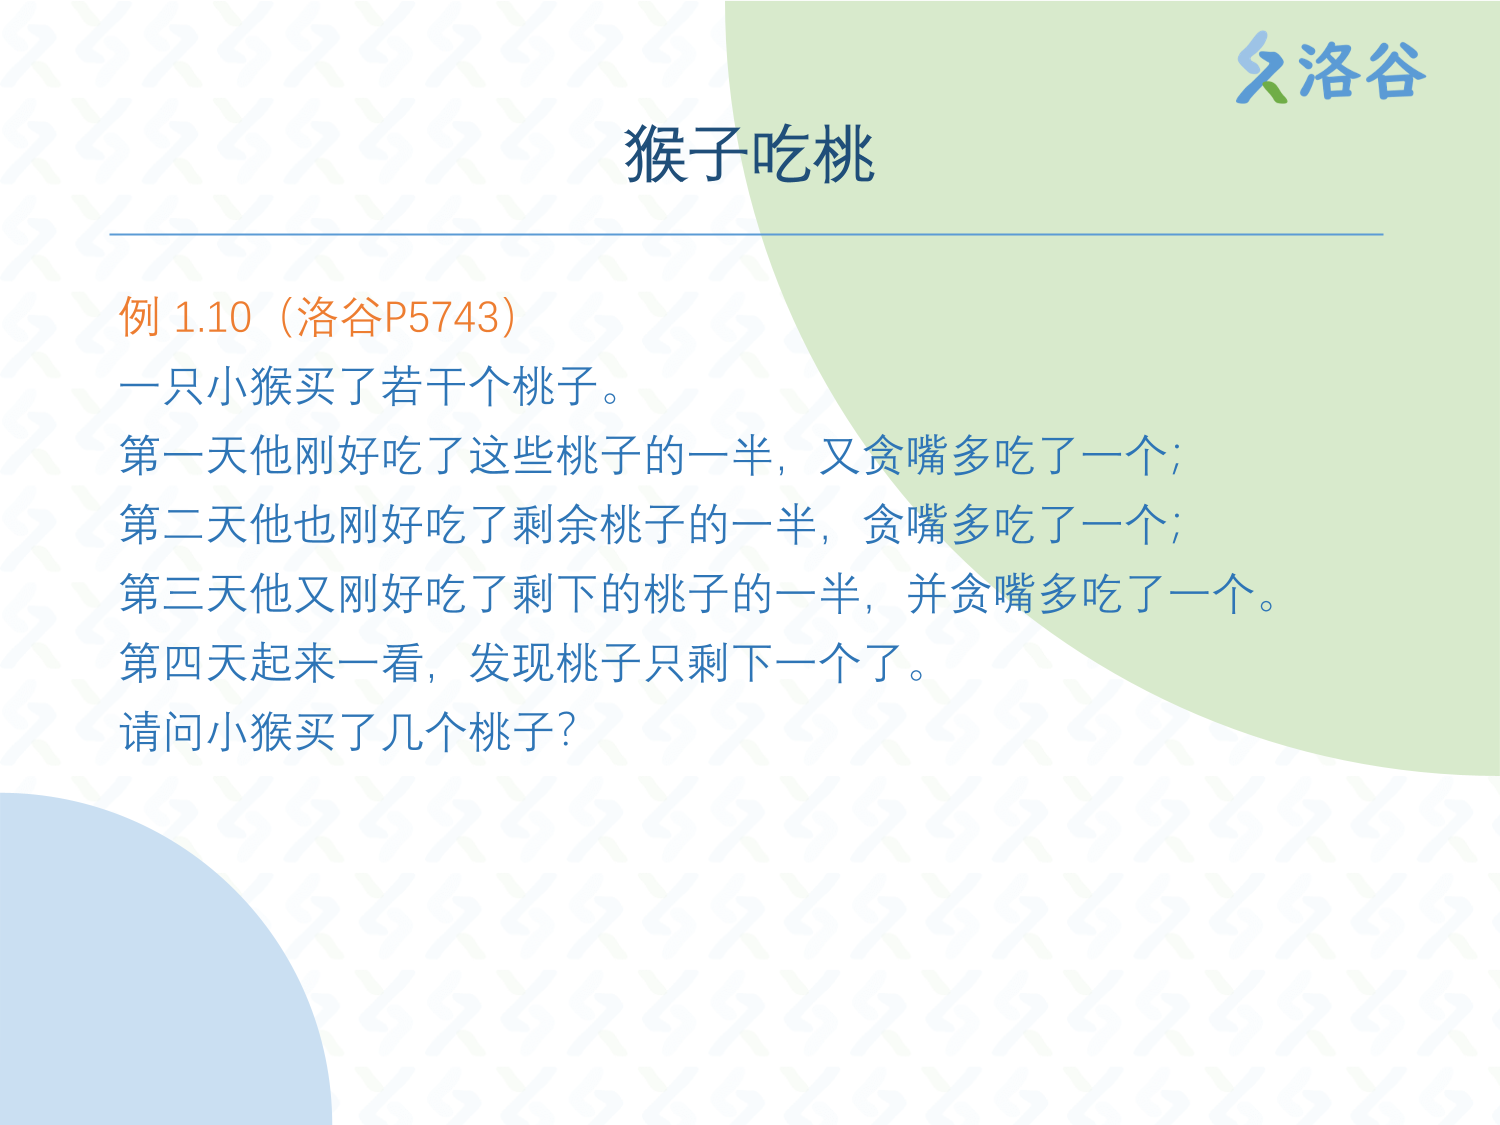 洛谷
猴子吃桃
例 1.10（洛谷P5743）
一只小猴买了若干个桃子。
第一天他刚好吃了这些桃子的一半，又贪嘴多吃了一个；
第二天他也刚好吃了剩余桃子的一半，贪嘴多吃了一个；
第三天他又刚好吃了剩下的桃子的一半，并贪嘴多吃了一个。
第四天起来一看，发现桃子只剩下一个了。
请问小猴买了几个桃子？